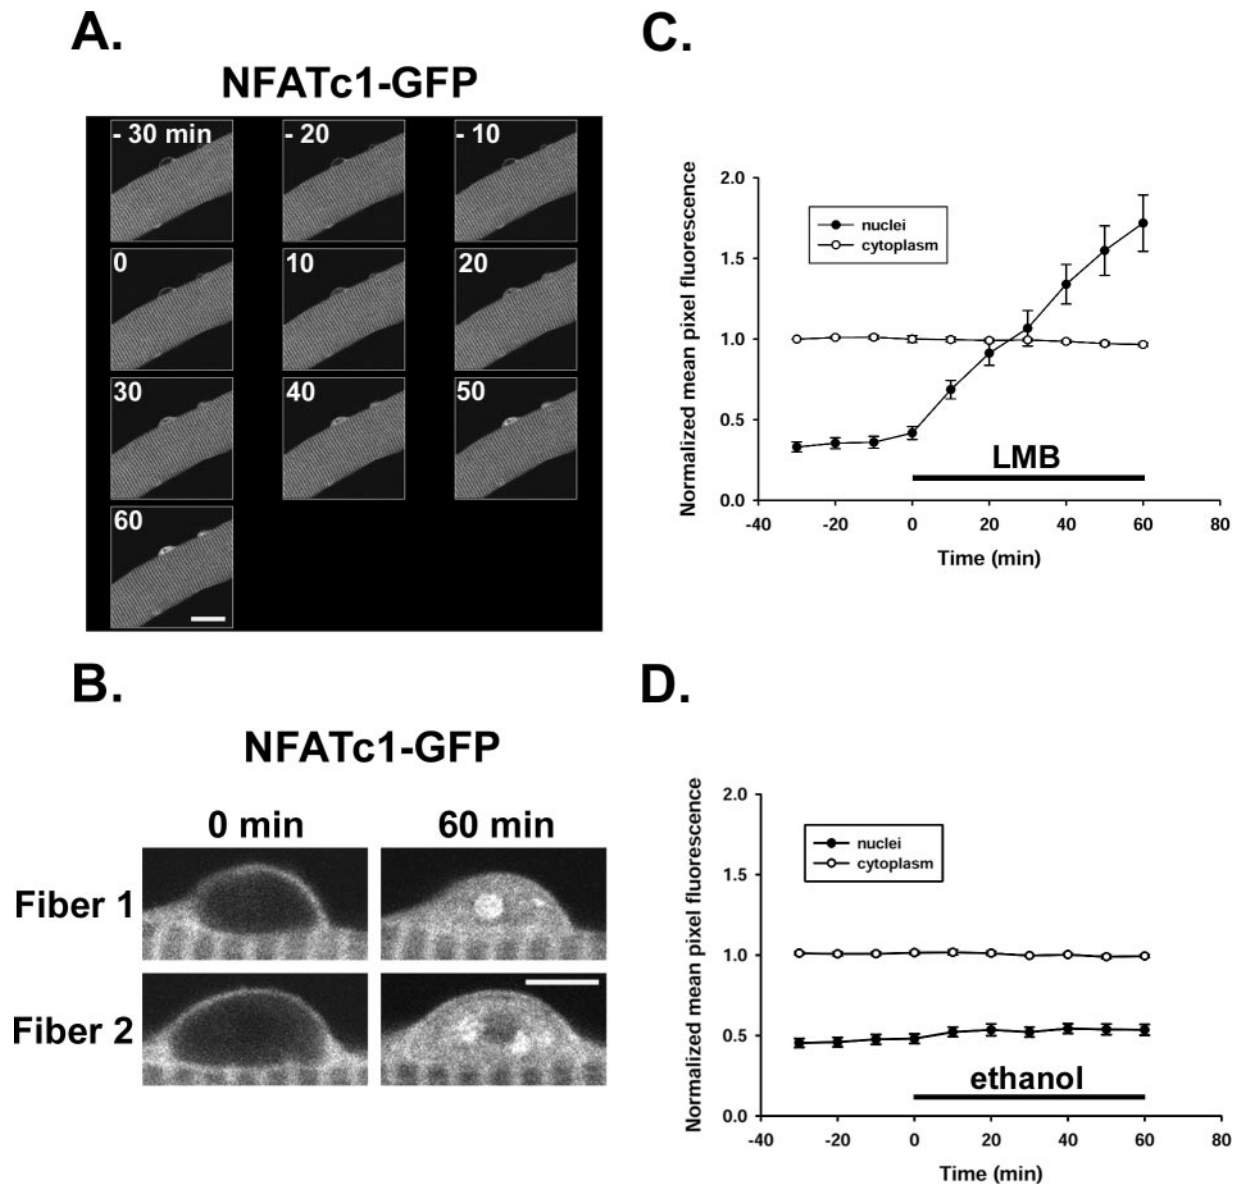 A.
NFATc1-GFP
- 30 min
- 20
- 10
0
10
20
30
40
50
60
B.
NFATc1-GFP
0 min
60 min
Fiber 1
Fiber 2
C.
Normalized mean pixel fluorescence
2.0
1.5
1.0
0.5
0.0
nuclei
cytoplasm
LMB
-40
-20
0
20
40
60
80
Time (min)
D.
Normalized mean pixel fluorescence
2.0
1.5
1.0
0.5
0.0
nuclei
cytoplasm
ethanol
-40
-20
0
20
40
60
80
Time (min)